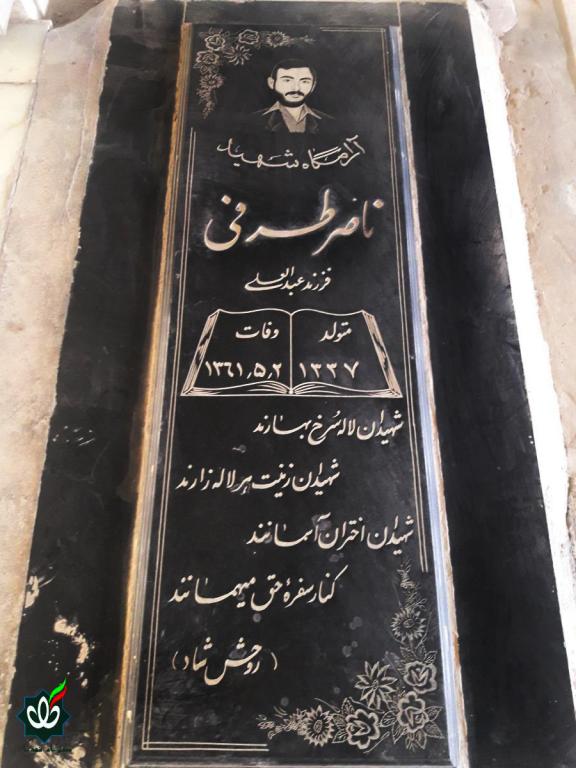 آرامگاه شهید
ناصر طرفی
فرزند عبدالعلی
متولد
۱۳۳۷
وفات
۱۳۶۱٫۵٫۲
شهیدان لاله سرخ بهارند
شهیدان زینت هر لاله زارند
شهیدان اختران آسمانند
کنار سفرهٔ حق میهمانند
(روحش شاد)